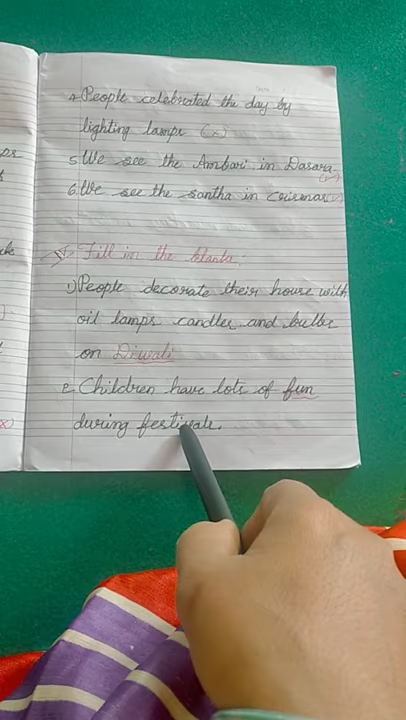 4. People celebrated the day by
lighting lamps (x)
5. We see the Ambari in Dasara
6. We see the santha in crismas
Fill in the blanks.
1) People decorate their house with
oil lamps candles and bulbs
on Diwali
2. Children have lots of fun
during festivals.
(x)